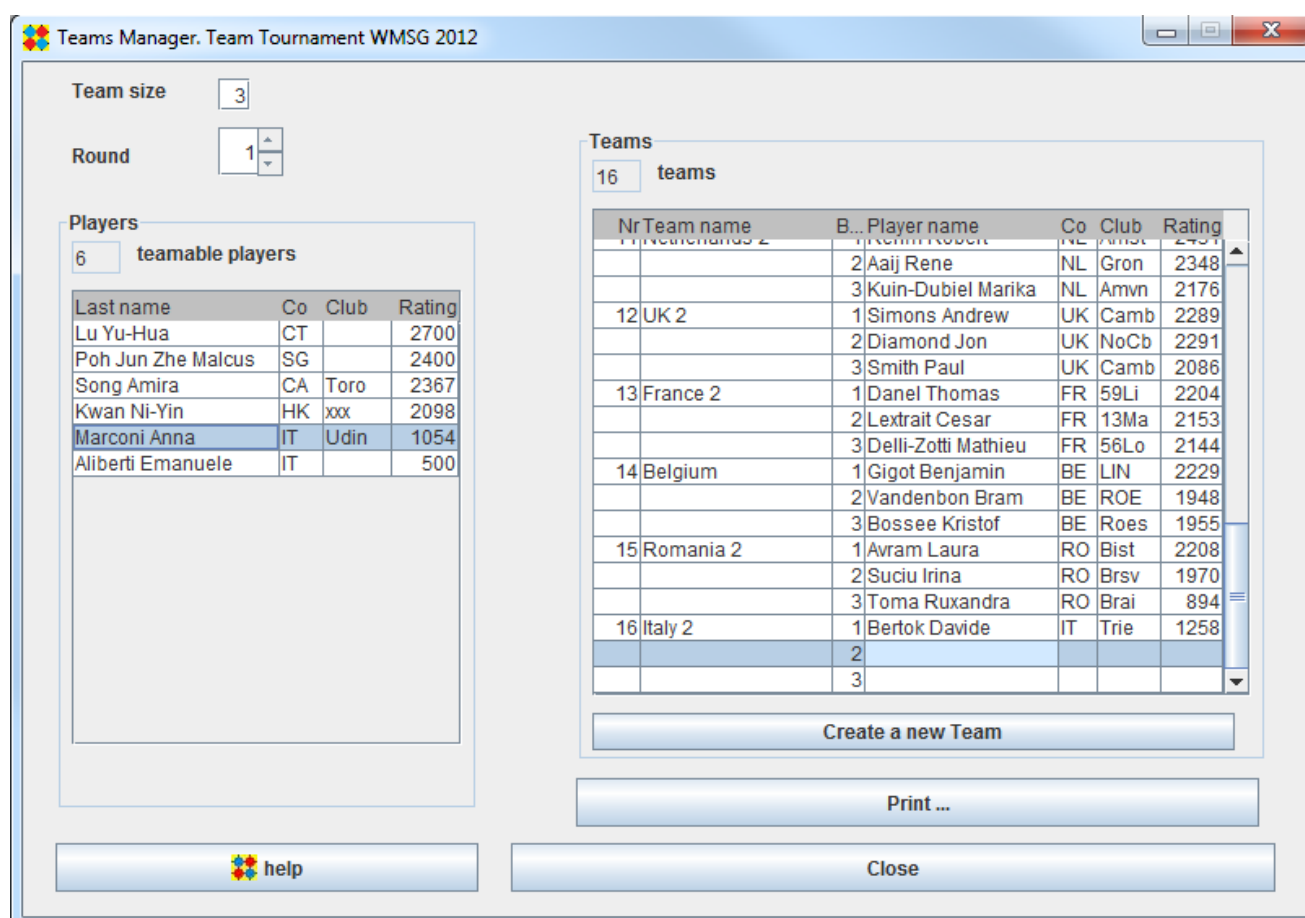 Teams Manager. Team Tournament WMSG 2012
Team size 3
Round 1
Players
6 teamable players
Last name Co Club Rating
Lu Yu-Hua CT 2700
Poh Jun Zhe Malcus SG 2400
Song Amira CA Toro 2367
Kwan Ni-Yin HK xxx 2098
Marconi Anna IT Udin 1054
Aliberti Emanuele IT 500
Teams
16 teams
Nr Team name B... Player name Co Club Rating
2 Aaij Rene NL Gron 2348
3 Kuin-Dubiel Marika NL Amvn 2176
12 UK 2 1 Simons Andrew UK Camb 2289
2 Diamond Jon UK NoCb 2291
3 Smith Paul UK Camb 2086
13 France 2 1 Danel Thomas FR 59Li 2204
2 Lextrait Cesar FR 13Ma 2153
3 Delli-Zotti Mathieu FR 56Lo 2144
14 Belgium 1 Gigot Benjamin BE LIN 2229
2 Vandenbon Bram BE ROE 1948
3 Bossee Kristof BE Roes 1955
15 Romania 2 1 Avram Laura RO Bist 2208
2 Suciu Irina RO Brsv 1970
3 Toma Ruxandra RO Brai 894
16 Italy 2 1 Bertok Davide IT Trie 1258
2
3
Create a new Team
Print ...
help
Close